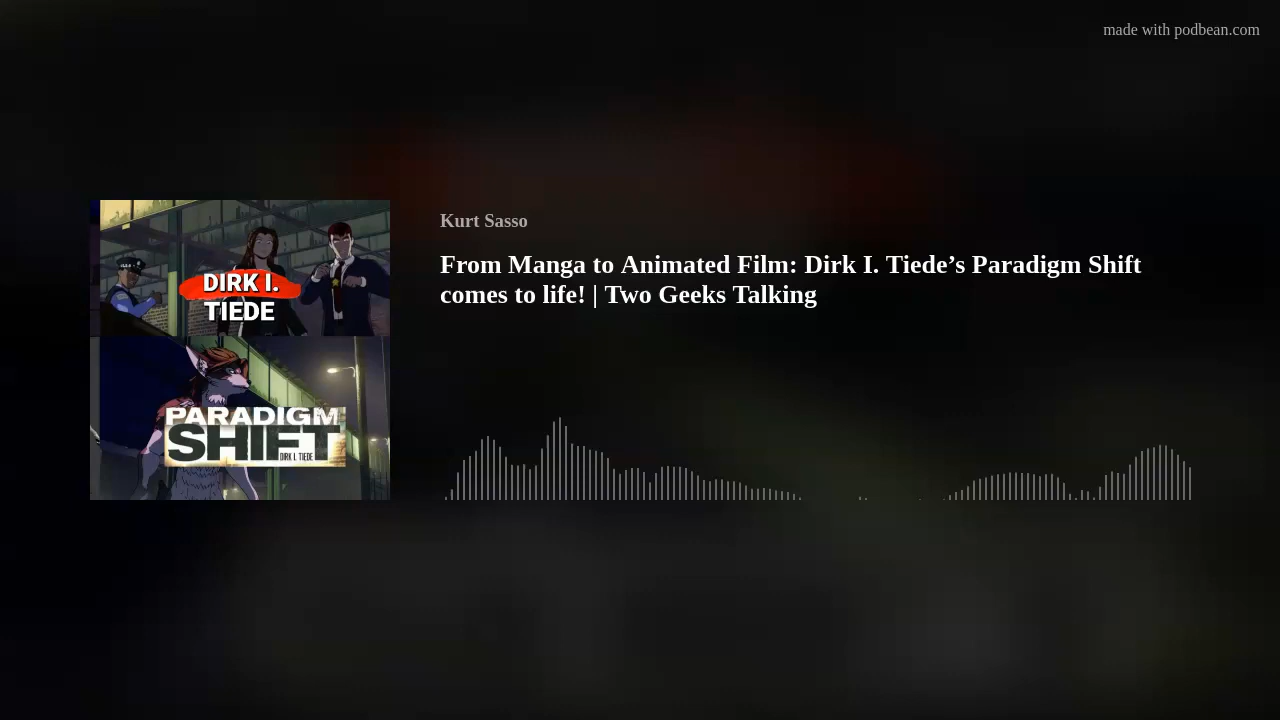 made with podbean.com
Kurt Sasso
From Manga to Animated Film: Dirk I. Tiede’s Paradigm Shift
comes to life! | Two Geeks Talking
DIRK I.
TIEDE
PARADIGM
SHIFT
DIRK I. TIEDE